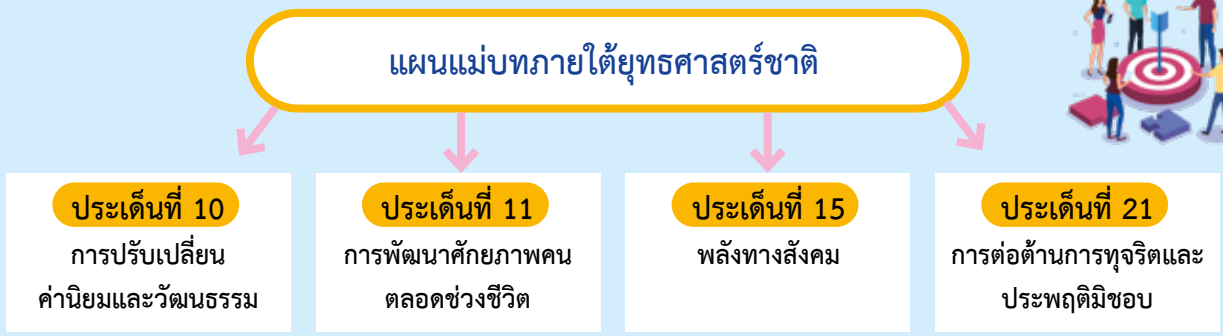 แผนแม่บทภายใต้ยุทธศาสตร์ชาติ
ประเด็นที่ 10
การปรับเปลี่ยน
ค่านิยมและวัฒนธรรม
ประเด็นที่ 11
การพัฒนาศักยภาพคน
ตลอดช่วงชีวิต
ประเด็นที่ 15
พลังทางสังคม
ประเด็นที่ 21
การต่อต้านการทุจริตและ
ประพฤติมิชอบ